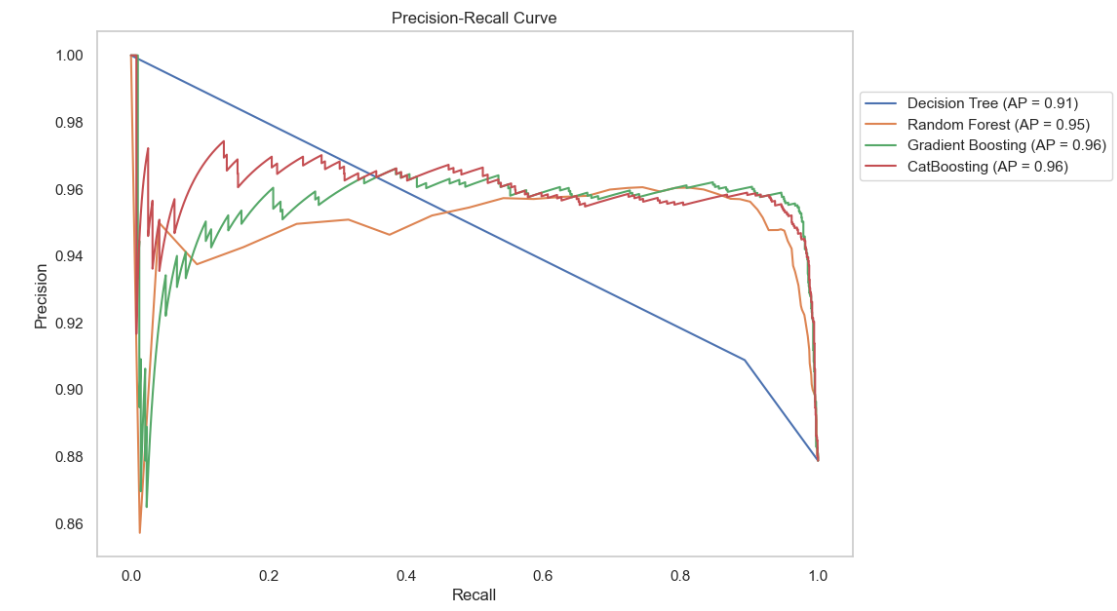 Precision-Recall Curve
1.00
0.98
0.96
0.94
0.92
0.90
0.88
0.86
Precision
0.0 0.2 0.4 0.6 0.8 1.0
Recall
Decision Tree (AP = 0.91)
Random Forest (AP = 0.95)
Gradient Boosting (AP = 0.96)
CatBoosting (AP = 0.96)